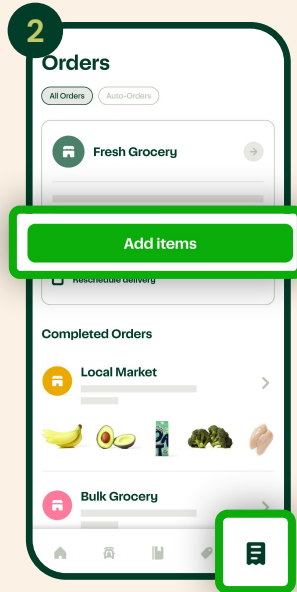 2
Orders
All Orders
Auto-Orders
Fresh Grocery
Add items
Reschedule delivery
Completed Orders
Local Market
Bulk Grocery